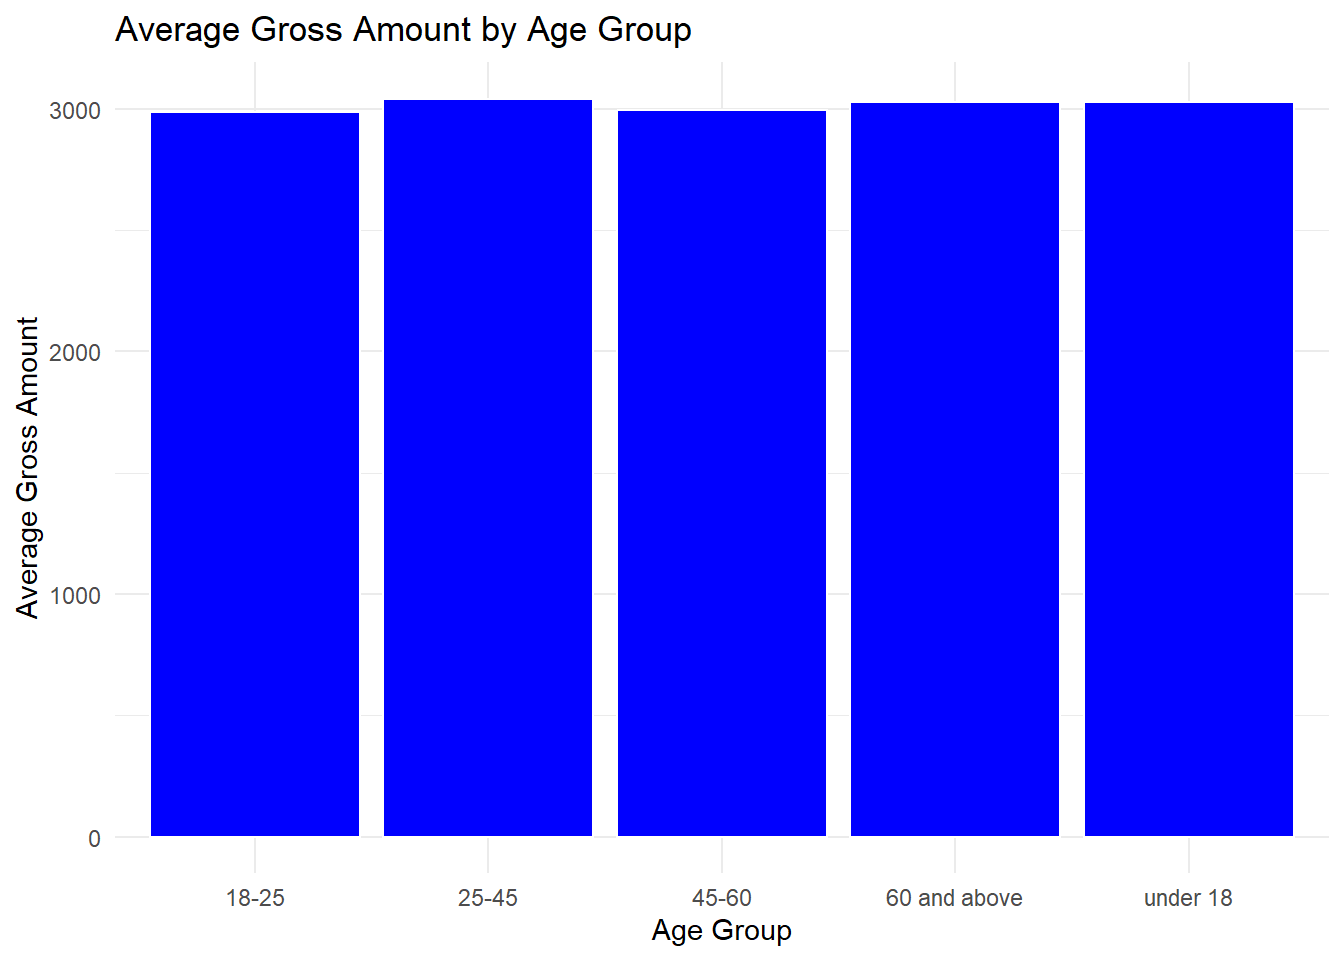 Average Gross Amount by Age Group
Average Gross Amount
3000
2000
1000
0
18-25 25-45 45-60 60 and above under 18
Age Group